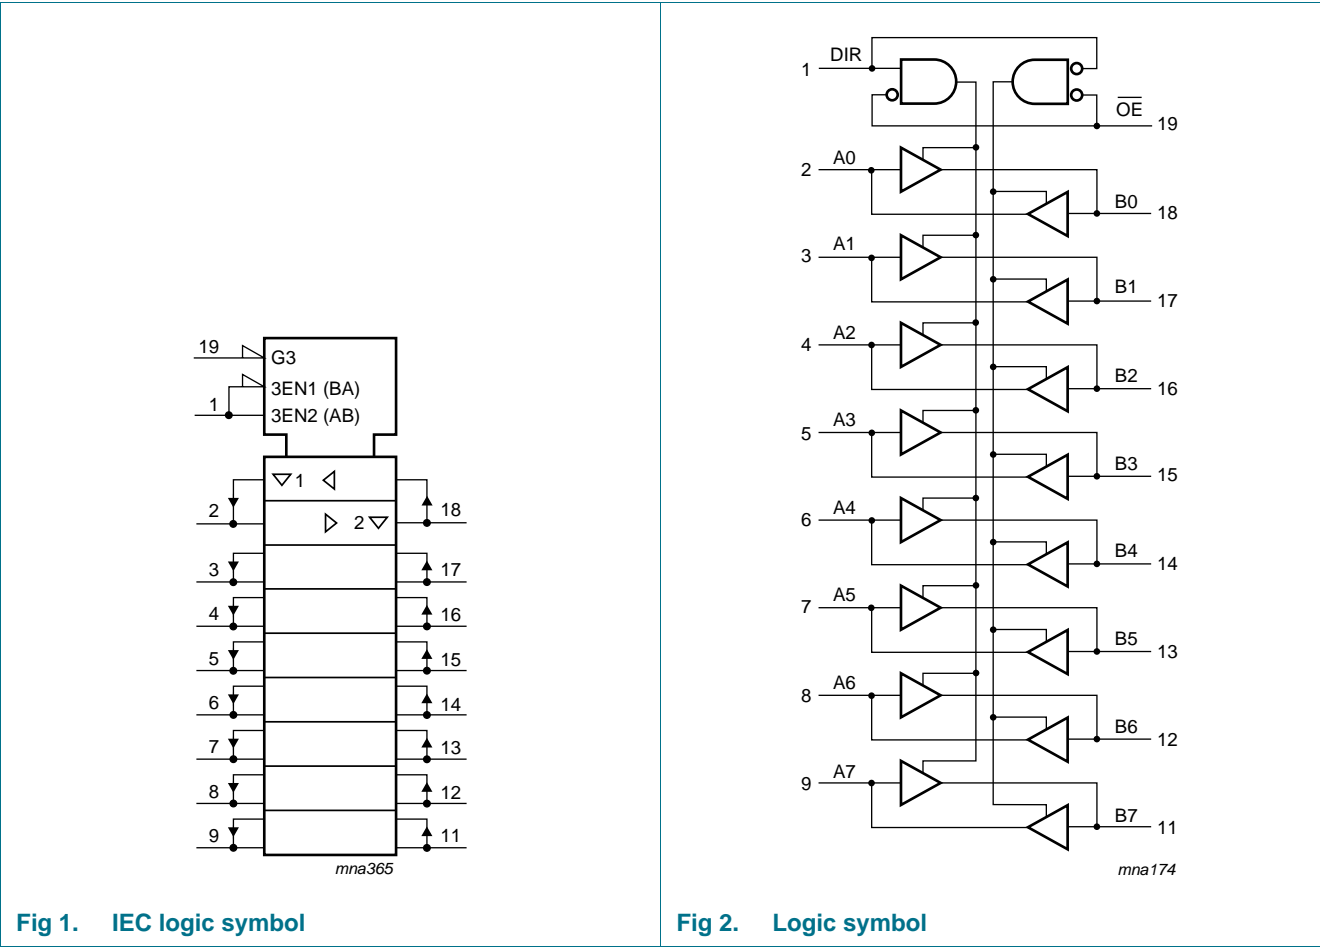 19
G3
3EN1 (BA)
1
3EN2 (AB)
1
2
18
2
3
17
4
16
5
15
6
14
7
13
8
12
9
11
mna365
Fig 1. IEC logic symbol
1 DIR
OE 19
2 A0
B0 18
3 A1
B1 17
4 A2
B2 16
5 A3
B3 15
6 A4
B4 14
7 A5
B5 13
8 A6
B6 12
9 A7
B7 11
mna174
Fig 2. Logic symbol